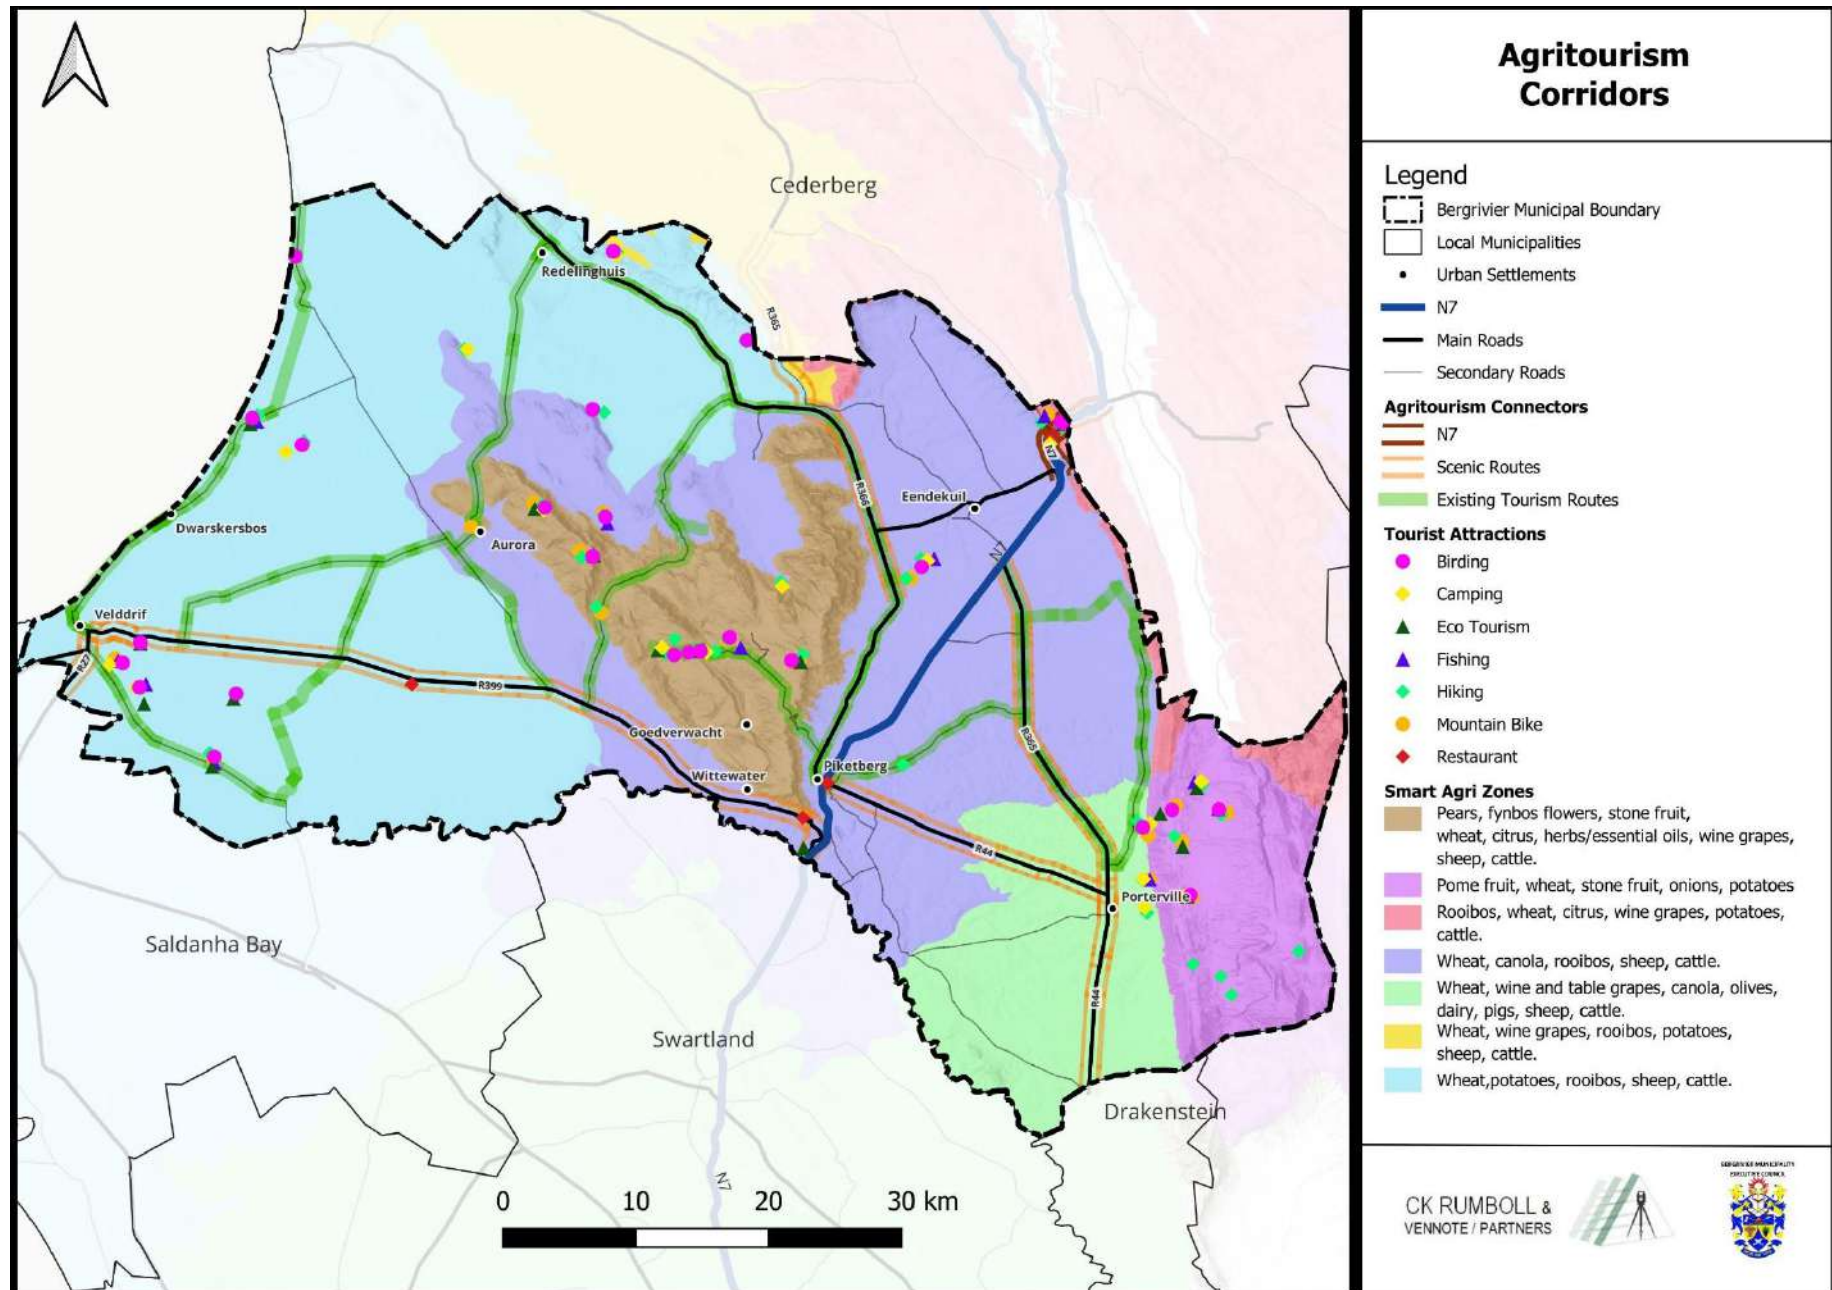 Agritourism
Corridors
Legend
Bergrivier Municipal Boundary
Local Municipalities
Urban Settlements
N7
Main Roads
Secondary Roads
Agritourism Connectors
N7
Scenic Routes
Existing Tourism Routes
Tourist Attractions
Birding
Camping
Eco Tourism
Fishing
Hiking
Mountain Bike
Restaurant
Smart Agri Zones
Pears, fynbos flowers, stone fruit,
wheat, citrus, herbs/essential oils, wine grapes,
sheep, cattle.
Pome fruit, wheat, stone fruit, onions, potatoes
Rooibos, wheat, citrus, wine grapes, potatoes,
cattle.
Wheat, canola, rooibos, sheep, cattle.
Wheat, wine and table grapes, canola, olives,
dairy, pigs, sheep, cattle.
Wheat, wine grapes, rooibos, potatoes,
sheep, cattle.
Wheat,potatoes, rooibos, sheep, cattle.
CK RUMBOLL &
VENNOTE / PARTNERS
BERGRIVIER MUNICIPALITY
EXECUTIVE COUNCIL
Cederberg
Redelinghuis
R365
R366
Eendekuil
N7
Dwarskersbos
Aurora
N7
Velddrif
R27
R399
Goedverwacht
Wittewater
Piketberg
R365
R44
Porterville
R44
Saldanha Bay
Swartland
Drakenstein
N7
0 10 20 30 km